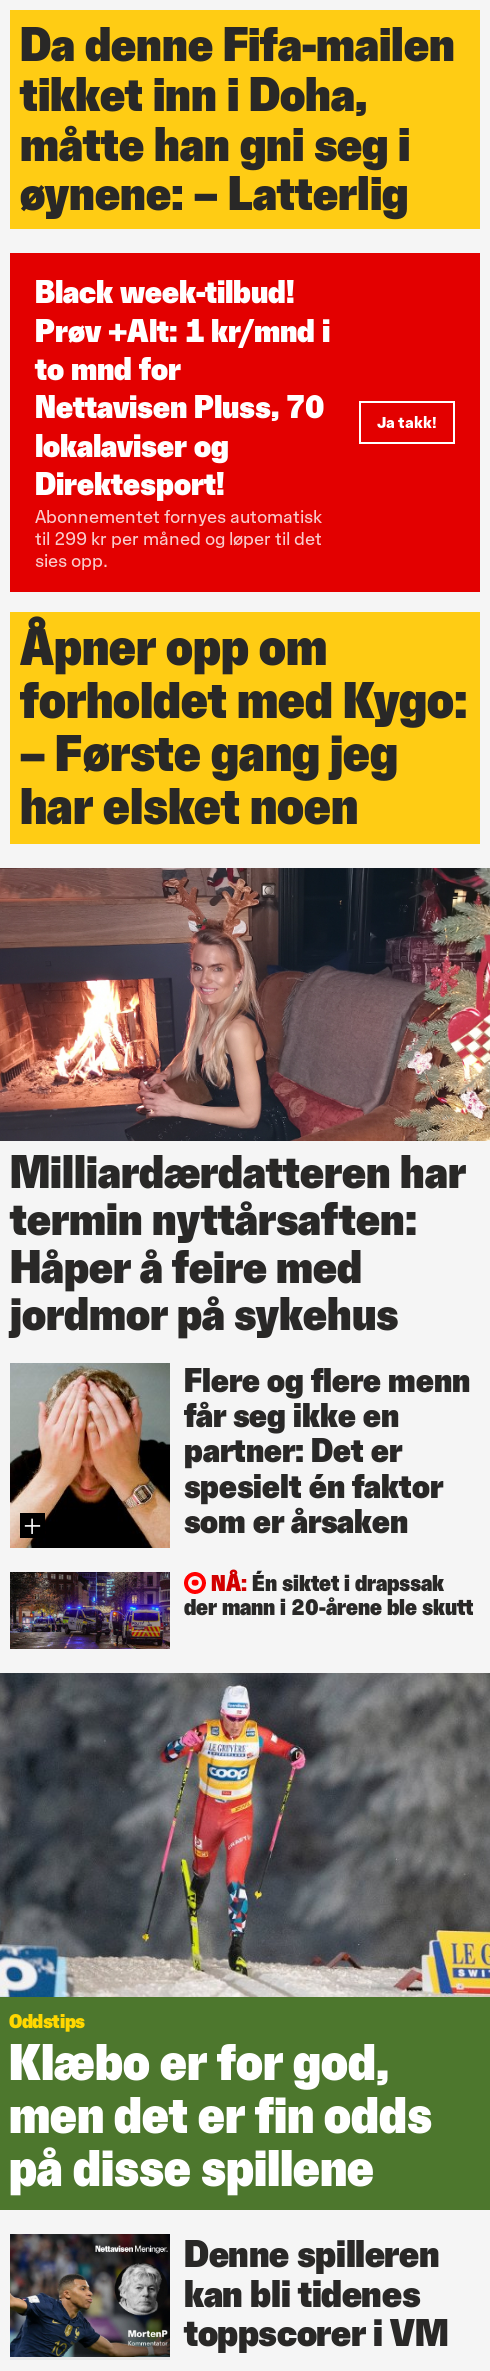 Da denne Fifa-mailen
tikket inn i Doha,
måtte han gni seg i
øynene: – Latterlig
Black week-tilbud!
Prøv +Alt: 1 kr/mnd i
to mnd for
Nettavisen Pluss, 70
lokalaviser og
Direktesport!
Abonnementet fornyes automatisk
til 299 kr per måned og løper til det
sies opp.
Ja takk!
Åpner opp om
forholdet med Kygo:
– Første gang jeg
har elsket noen
Milliardærdatteren har
termin nyttårsaften:
Håper å feire med
jordmor på sykehus
Flere og flere menn
får seg ikke en
partner: Det er
spesielt én faktor
som er årsaken
NÅ: Én siktet i drapssak
der mann i 20-årene ble skutt
LE GRUYÈRE
coop
LE G
SWIT
P
Oddstips
Klæbo er for god,
men det er fin odds
på disse spillene
Nettavisen Meninger.
MortenP
Kommentator
Denne spilleren
kan bli tidenes
toppscorer i VM